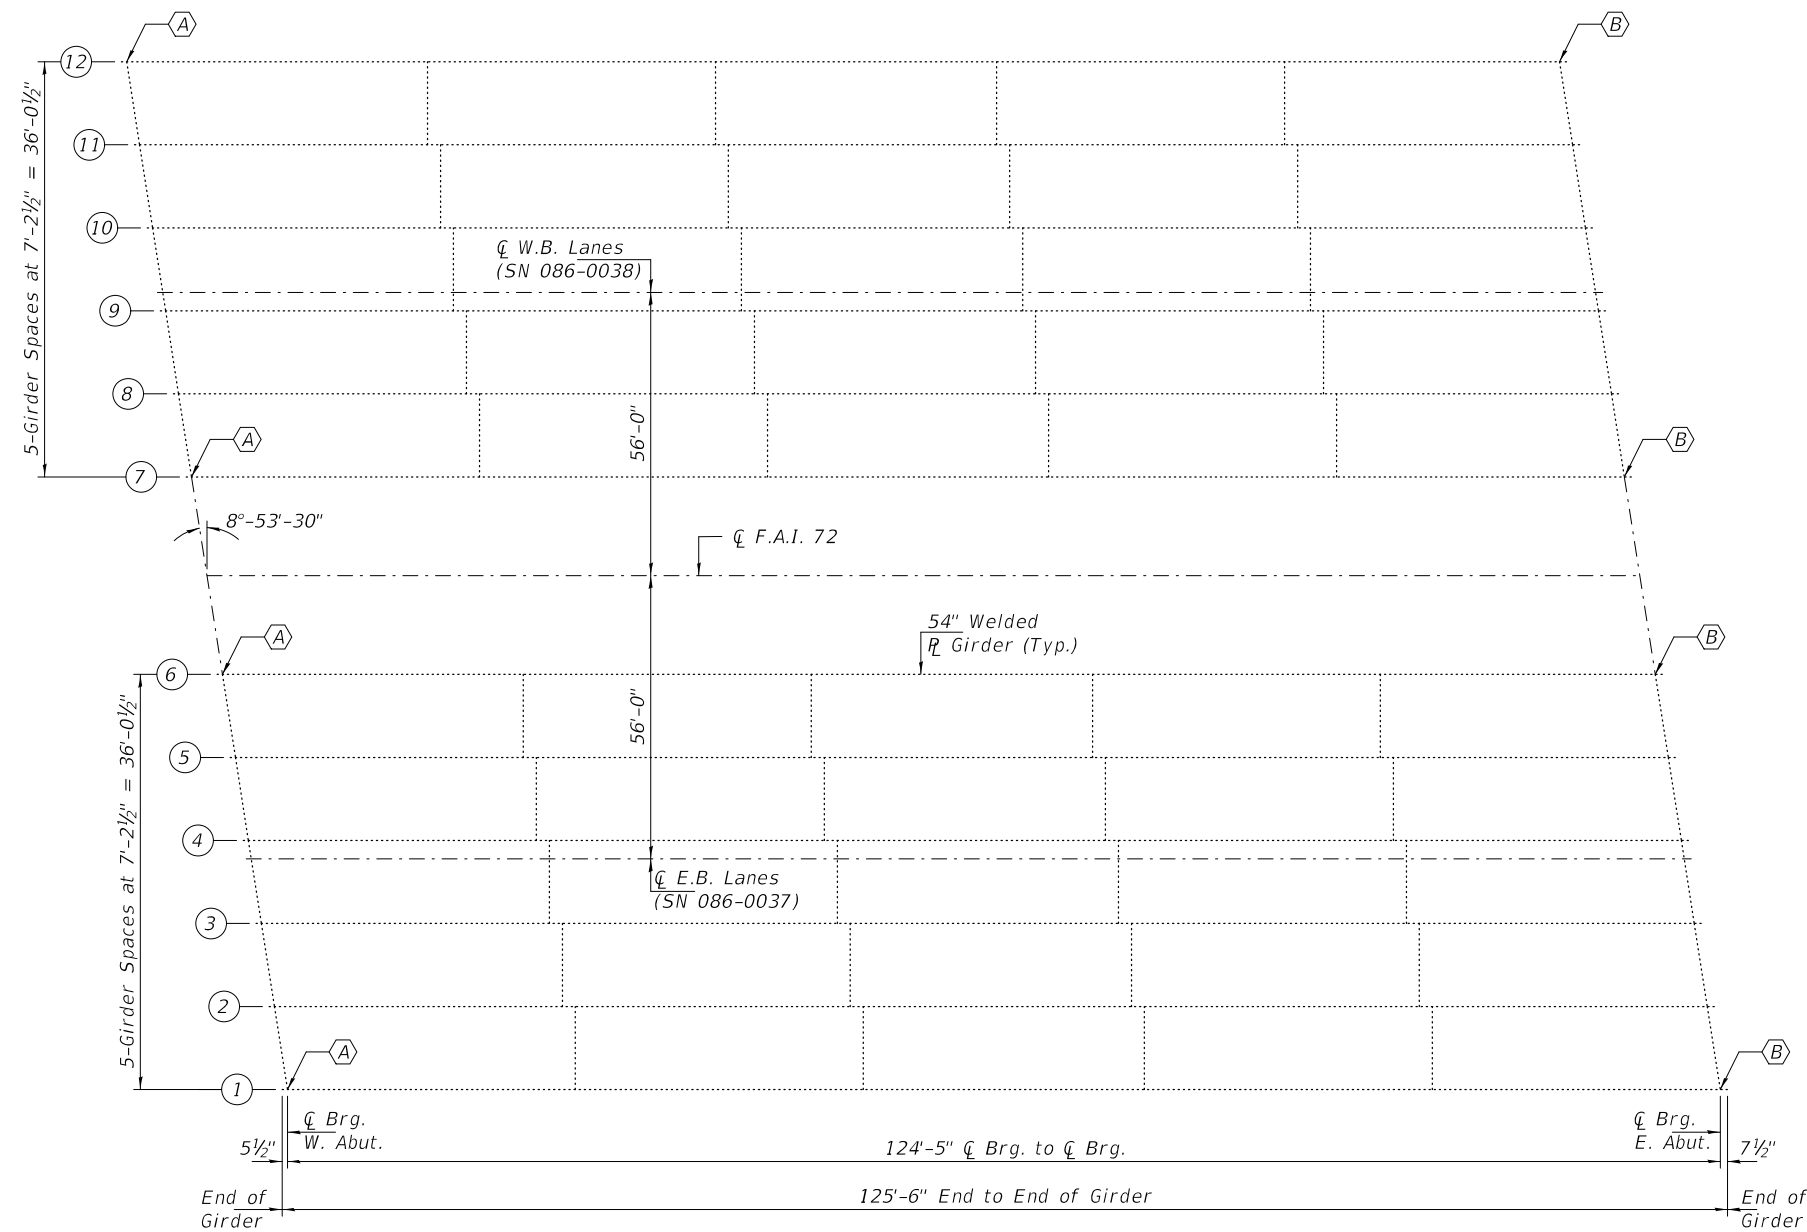 A
B
12
11
10
9
8
7
5-Girder Spaces at 7'-2½" = 36'-0½"
℄ W.B. Lanes
(SN 086-0038)
56'-0"
A
B
8°-53'-30"
℄ F.A.I. 72
54" Welded
⅊ Girder (Typ.)
A
B
6
5
4
3
2
1
5-Girder Spaces at 7'-2½" = 36'-0½"
56'-0"
℄ E.B. Lanes
(SN 086-0037)
A
B
℄ Brg.
W. Abut.
℄ Brg.
E. Abut.
5½"
124'-5" ℄ Brg. to ℄ Brg.
7½"
End of
Girder
125'-6" End to End of Girder
End of
Girder